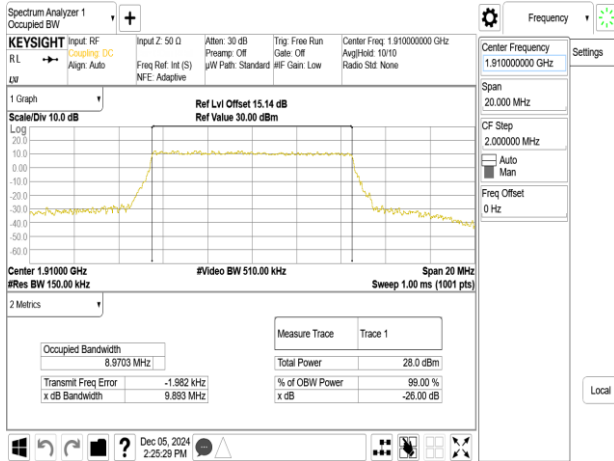 Spectrum Analyzer 1
Occupied BW
Frequency
KEYSIGHT
RL
LXI
Input: RF
Coupling: DC
Align: Auto
Input Z: 50 Ω
Freq Ref: Int (S)
NFE: Adaptive
Atten: 30 dB
Preamp: Off
µW Path: Standard
Trig: Free Run
Gate: Off
#IF Gain: Low
Center Freq: 1.910000000 GHz
Avg|Hold: 10/10
Radio Std: None
Center Frequency
1.910000000 GHz
Settings
Span
20.000 MHz
CF Step
2.000000 MHz
Auto
Man
Freq Offset
0 Hz
Local
1 Graph
Scale/Div 10.0 dB
Ref Lvl Offset 15.14 dB
Ref Value 30.00 dBm
Log
20.0
10.0
0.00
-10.0
-20.0
-30.0
-40.0
-50.0
-60.0
Center 1.91000 GHz
#Video BW 510.00 kHz
Span 20 MHz
#Res BW 150.00 kHz
Sweep 1.00 ms (1001 pts)
2 Metrics
Measure Trace Trace 1
Occupied Bandwidth
8.9703 MHz
Total Power 28.0 dBm
Transmit Freq Error -1.982 kHz
% of OBW Power 99.00 %
x dB Bandwidth 9.893 MHz
x dB -26.00 dB
Dec 05, 2024
2:25:29 PM